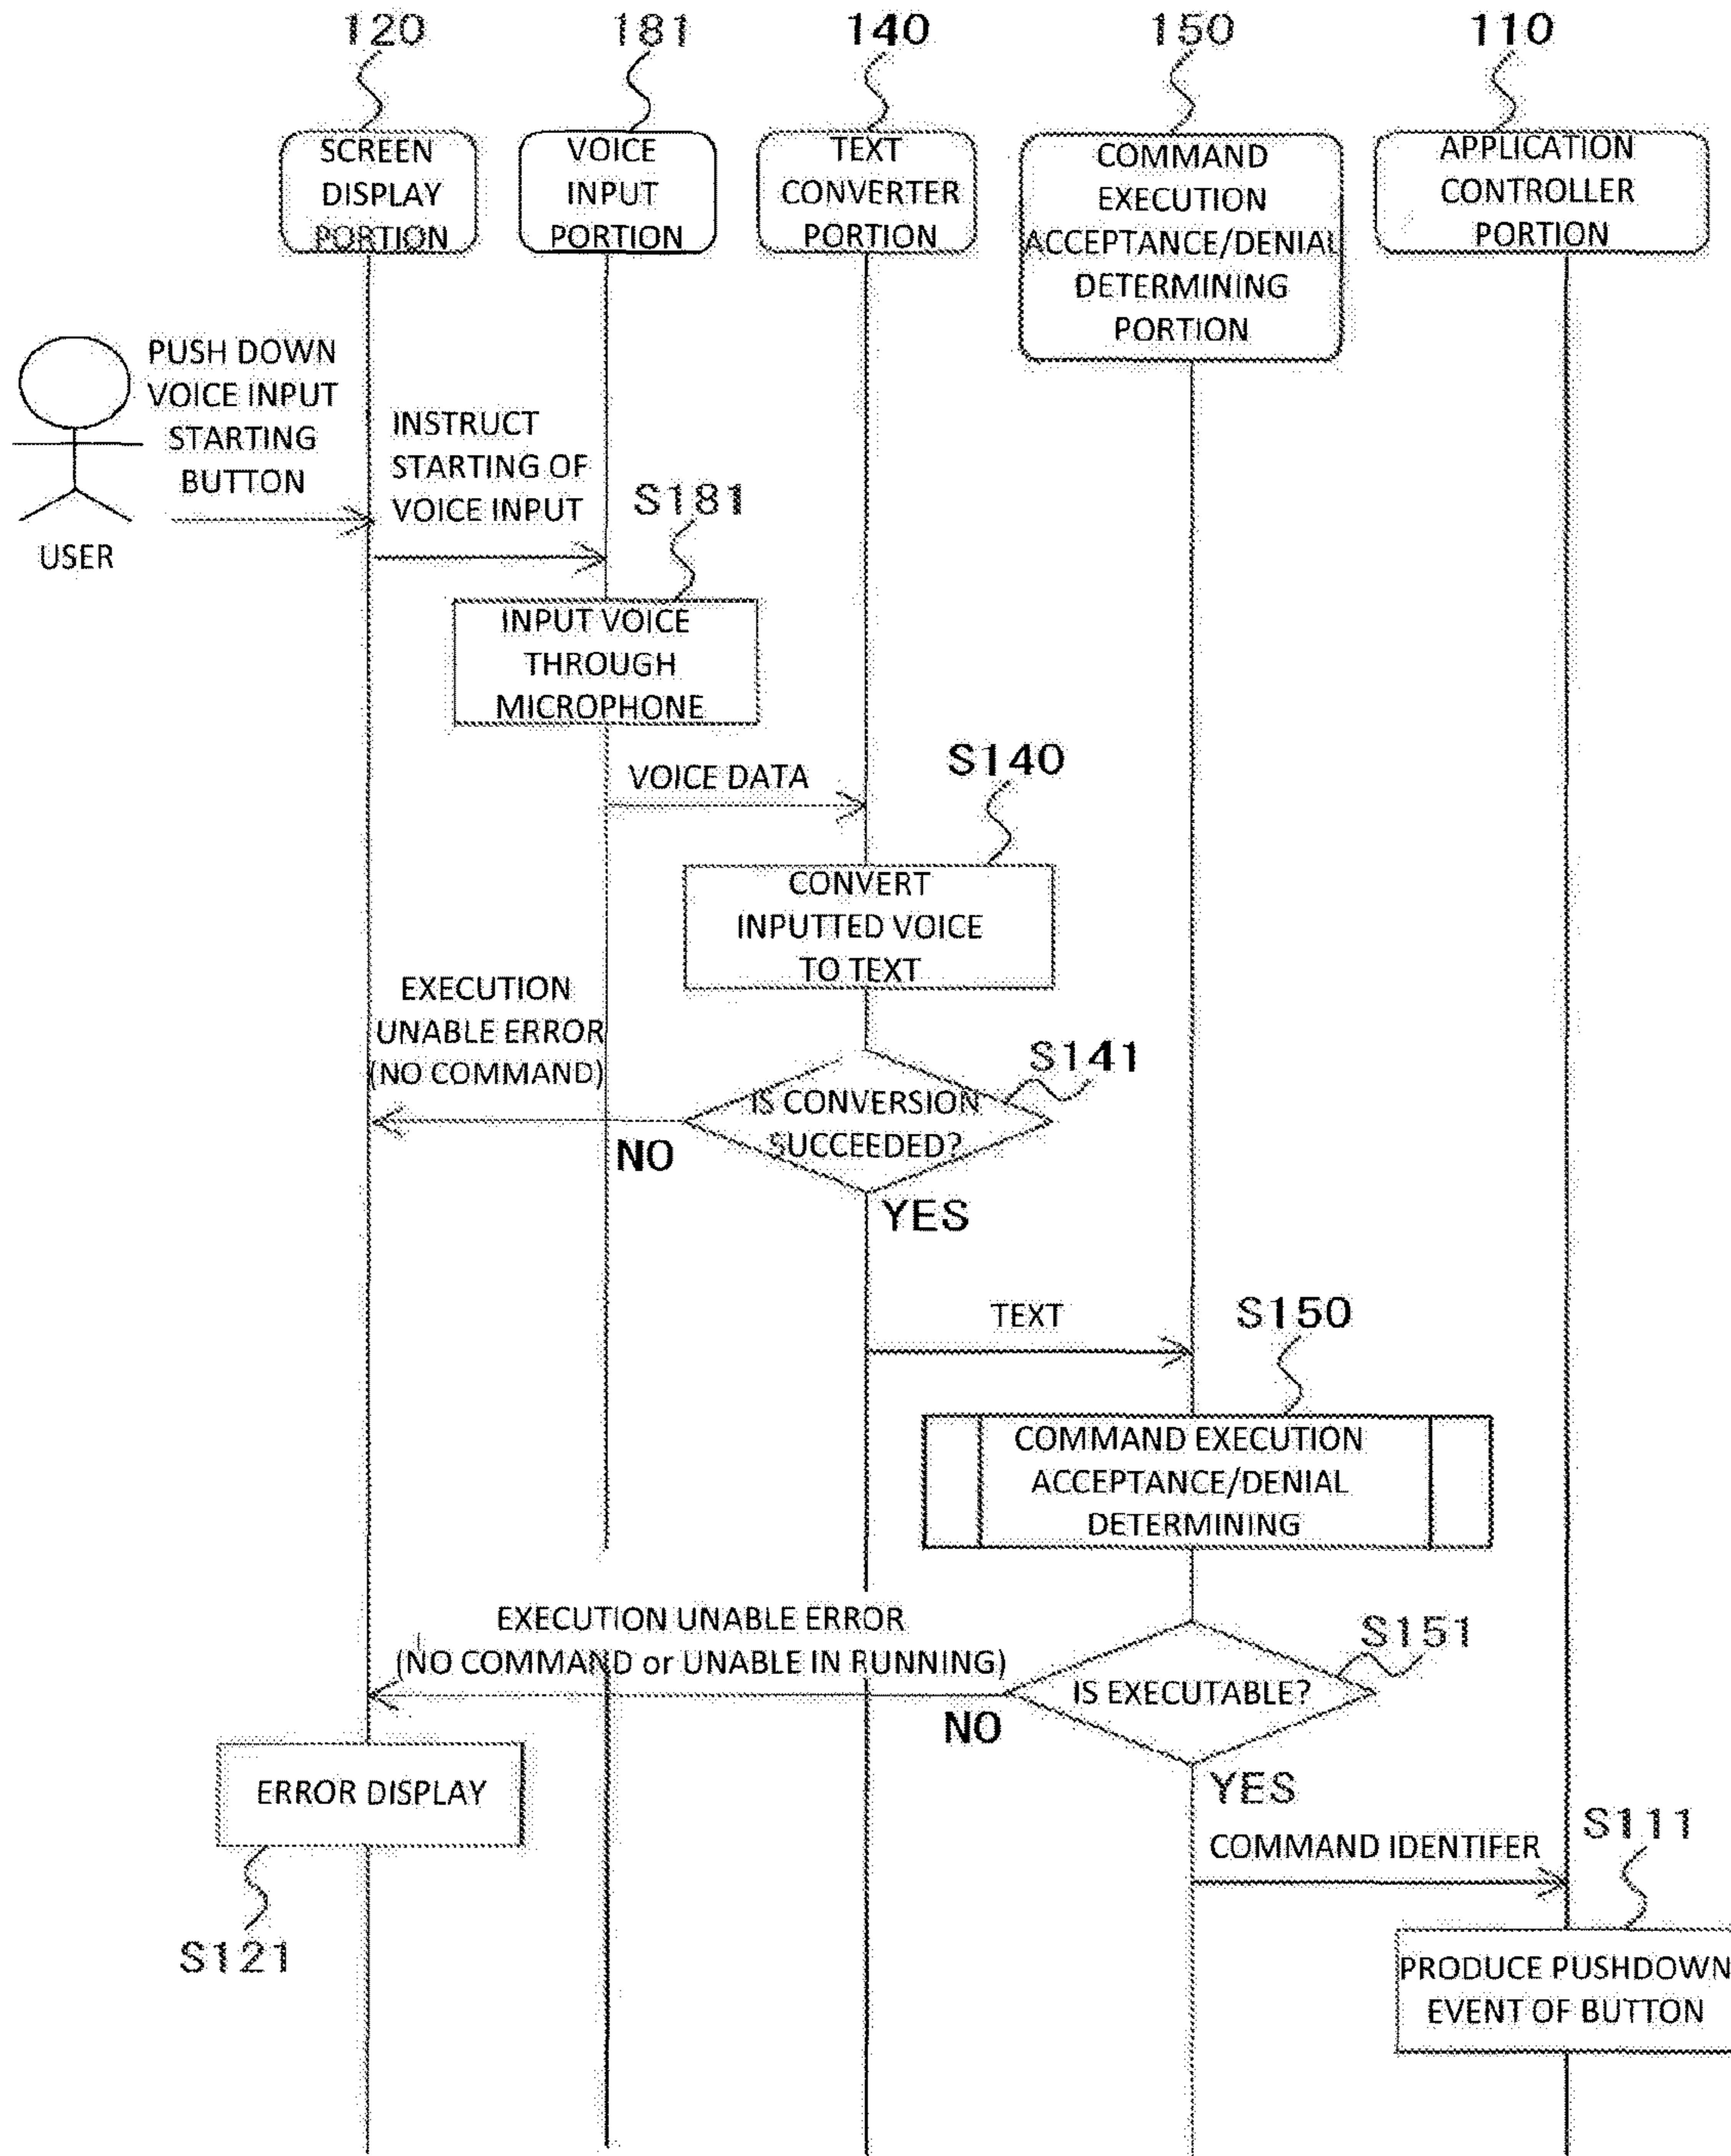 120
181
140
150
110
SCREEN
DISPLAY
PORTION
VOICE
INPUT
PORTION
TEXT
CONVERTER
PORTION
COMMAND
EXECUTION
ACCEPTANCE/DENIAL
DETERMINING
PORTION
APPLICATION
CONTROLLER
PORTION
PUSH DOWN
VOICE INPUT
STARTING
BUTTON
USER
INSTRUCT
STARTING OF
VOICE INPUT
S181
INPUT VOICE
THROUGH
MICROPHONE
VOICE DATA
S140
CONVERT
INPUTTED VOICE
TO TEXT
EXECUTION
UNABLE ERROR
(NO COMMAND)
S141
IS CONVERSION
SUCCEEDED?
NO
YES
TEXT
S150
COMMAND EXECUTION
ACCEPTANCE/DENIAL
DETERMINING
EXECUTION UNABLE ERROR
(NO COMMAND or UNABLE IN RUNNING)
S151
IS EXECUTABLE?
NO
YES
ERROR DISPLAY
S121
COMMAND IDENTIFER
S111
PRODUCE PUSHDOWN
EVENT OF BUTTON